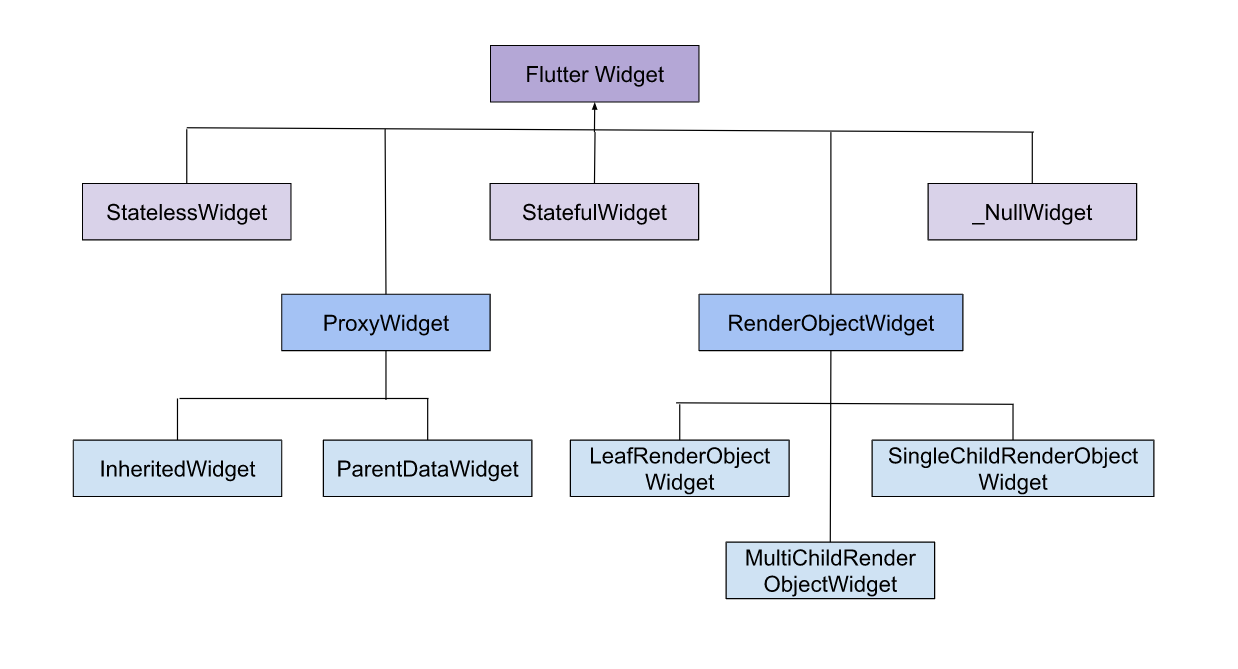 Flutter Widget
StatelessWidget
StatefulWidget
_NullWidget
ProxyWidget
RenderObjectWidget
InheritedWidget
ParentDataWidget
LeafRenderObject
Widget
SingleChildRenderObject
Widget
MultiChildRender
ObjectWidget